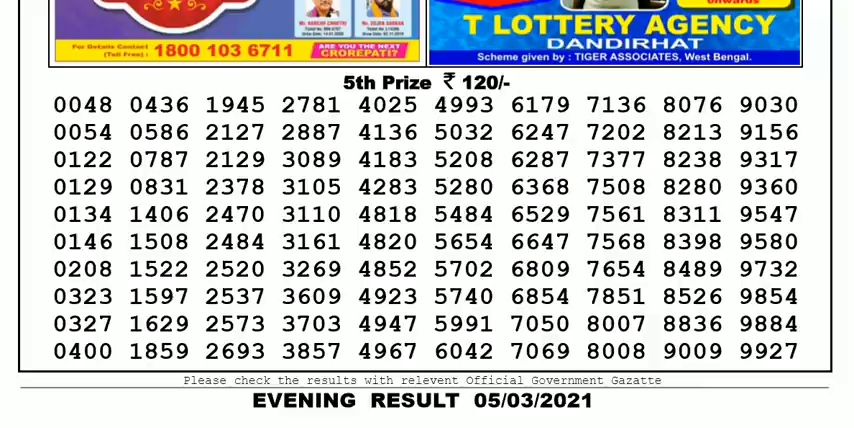 Mr. NARESH CHHETRI
For Details Contact
(Toll Free) : 1800 103 6711
ARE YOU THE NEXT
CROREPATI?
onwards
T LOTTERY AGENCY
DANDIRHAT
Scheme given by : TIGER ASSOCIATES, West Bengal.
5th Prize ₹ 120/-
0048 0436 1945 2781 4025 4993 6179 7136 8076 9030
0054 0586 2127 2887 4136 5032 6247 7202 8213 9156
0122 0787 2129 3089 4183 5208 6287 7377 8238 9317
0129 0831 2378 3105 4283 5280 6368 7508 8280 9360
0134 1406 2470 3110 4818 5484 6529 7561 8311 9547
0146 1508 2484 3161 4820 5654 6647 7568 8398 9580
0208 1522 2520 3269 4852 5702 6809 7654 8489 9732
0323 1597 2537 3609 4923 5740 6854 7851 8526 9854
0327 1629 2573 3703 4947 5991 7050 8007 8836 9884
0400 1859 2693 3857 4967 6042 7069 8008 9009 9927
Please check the results with relevent Official Government Gazatte
EVENING RESULT 05/03/2021